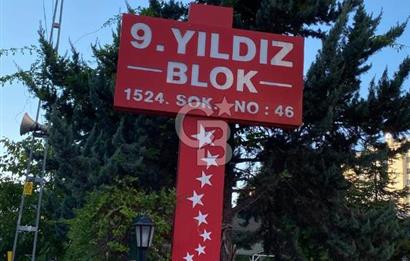 9. YILDIZ
BLOK
1524. SOK. NO : 46